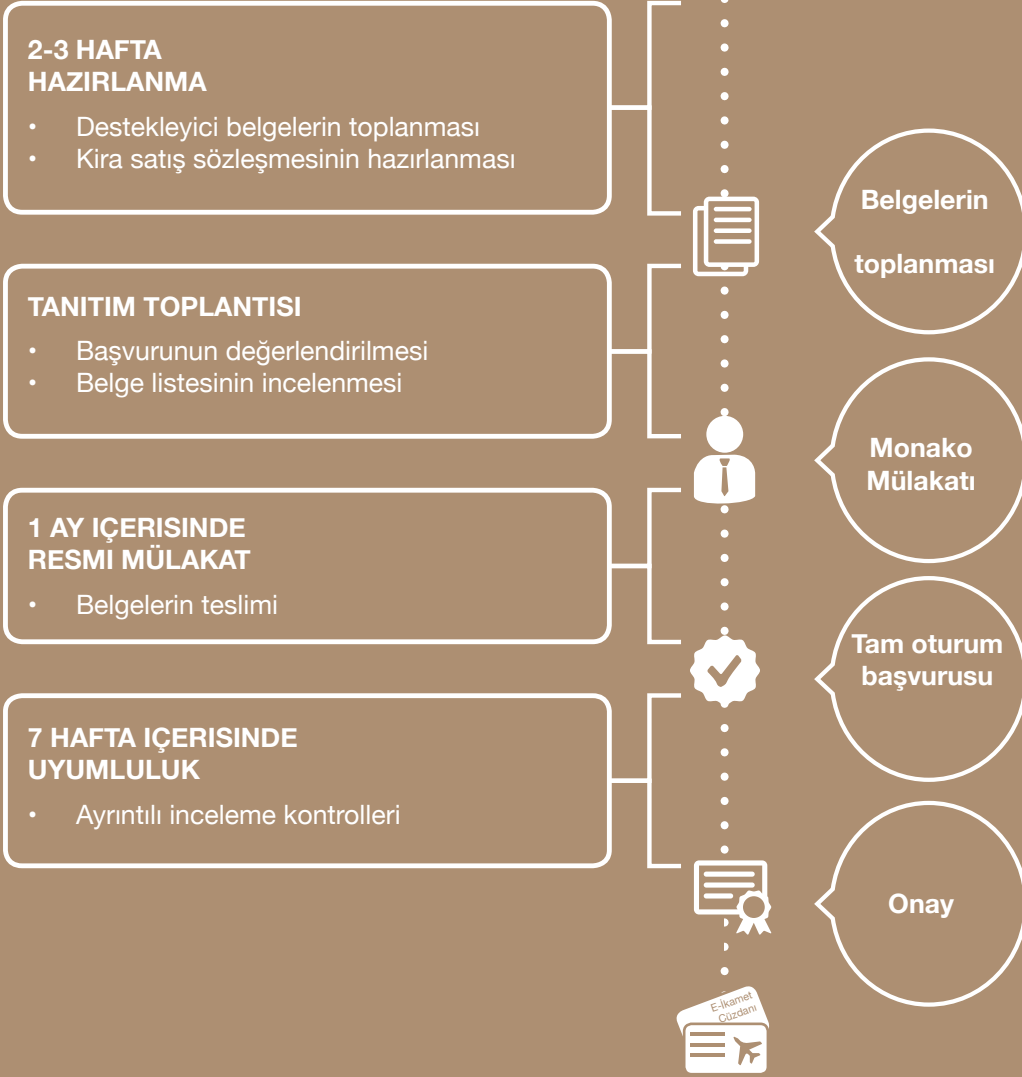 2-3 HAFTA
HAZIRLANMA
• Destekleyici belgelerin toplanması
• Kira satış sözleşmesinin hazırlanması
Belgelerin
toplanması
TANITIM TOPLANTISI
• Başvurunun değerlendirilmesi
• Belge listesinin incelenmesi
Monako
Mülakatı
1 AY IÇERISINDE
RESMI MÜLAKAT
• Belgelerin teslimi
Tam oturum
başvurusu
7 HAFTA IÇERISINDE
UYUMLULUK
• Ayrıntılı inceleme kontrolleri
Onay
E-İkamet
Cüzdanı